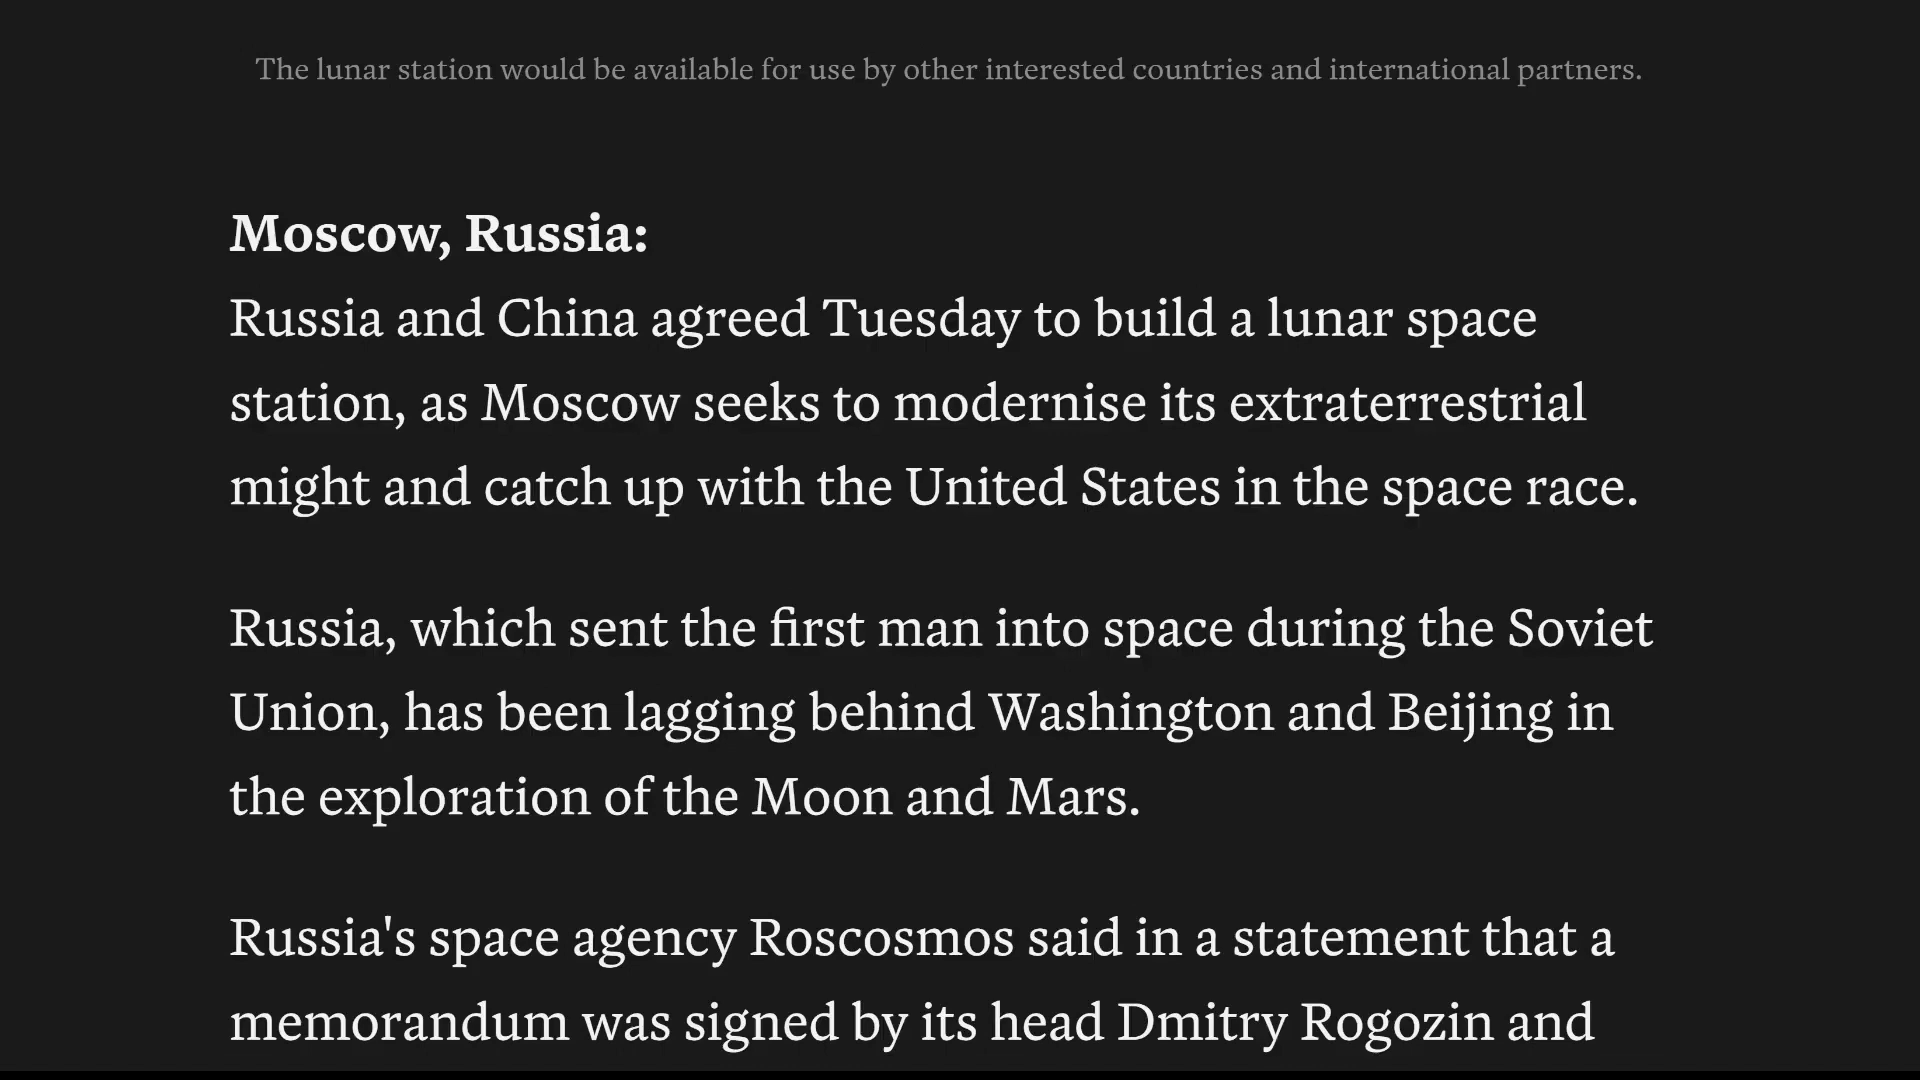 The lunar station would be available for use by other interested countries and international partners.
Moscow, Russia:
Russia and China agreed Tuesday to build a lunar space
station, as Moscow seeks to modernise its extraterrestrial
might and catch up with the United States in the space race.
Russia, which sent the first man into space during the Soviet
Union, has been lagging behind Washington and Beijing in
the exploration of the Moon and Mars.
Russia's space agency Roscosmos said in a statement that a
memorandum was signed by its head Dmitry Rogozin and